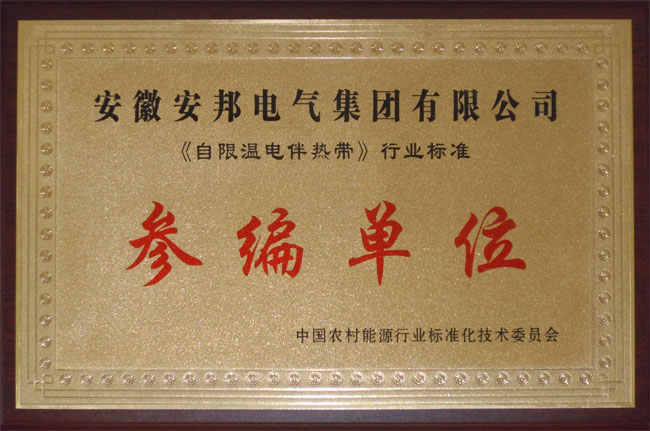 安徽安邦电气集团有限公司
《自限温电伴热带》行业标准
参编单位
中国农村能源行业标准化技术委员会